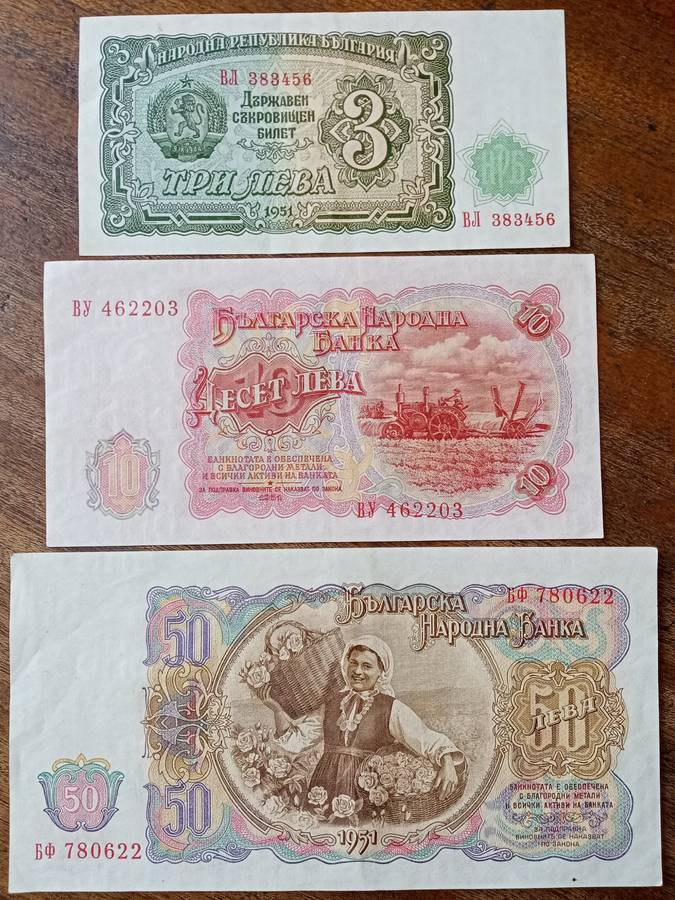 НАРОДНА РЕПУБЛИКА БЪЛГАРИЯ
ВЛ 383456
ДЪРЖАВЕН
СЪКРОВИЩЕН
БИЛЕТ
3
ТРИ ЛЕВА
1951
НРБ
ВЛ 383456
ВУ 462203
БЪЛГАРСКА НАРОДНА
БАНКА
10
10
ДЕСЕТ ЛЕВА
БАНКНОТАТА Е ОБЕЗПЕЧЕНА
С БЛАГОРОДНИ МЕТАЛИ
И ВСИЧКИ АКТИВИ НА БАНКАТА
ЗА ПОДПРАВКА ВИНОВНИТЕ СЕ НАКАЗВАТ ПО ЗАКОНА
1951
10
10
ВУ 462203
БЪЛГАРСКА
НАРОДНА БАНКА
БФ 780622
50
50
ЛЕВА
50
50
БАНКНОТАТА Е ОБЕЗПЕЧЕНА
С БЛАГОРОДНИ МЕТАЛИ
И ВСИЧКИ АКТИВИ НА БАНКАТА
ЗА ПОДПРАВКА
ВИНОВНИТЕ СЕ НАКАЗВАТ
ПО ЗАКОНА
1951
БФ 780622